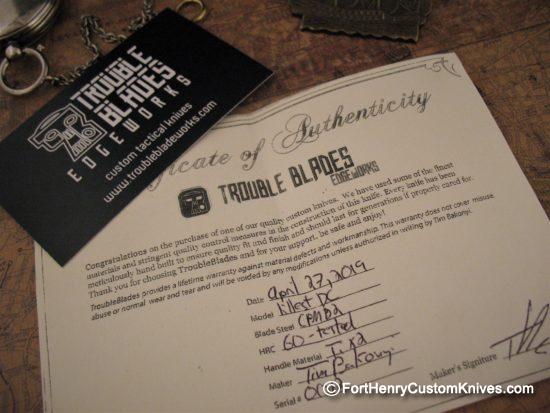 TROUBLE
BLADES
EDGEWORKS
custom tactical knives
www.troublebladeworks.com
icate of Authenticity
TROUBLE BLADES
EDGEWORKS
Congratulations on the purchase of one of our quality custom knives. We have used some of the finest
materials and stringent quality control measures in the construction of this knife. Every knife has been
meticulously hand built to ensure quality fit and finish and should last for generations if properly cared for.
Thank you for choosing TroubleBlades and for your support, be safe and enjoy!
TroubleBlades provides a lifetime warranty against material defects and workmanship. This warranty does not cover misuse
abuse or normal wear and tear and will be voided by any modifications unless authorized in writing by Tim Bakonyi.
Date April 27, 2019
Model
Blade Steel CPMD2
HRC 60 - tested
Handle Material Ti
Maker Tim Bakonyi
Serial #
Maker's Signiture
© FortHenryCustomKnives.com